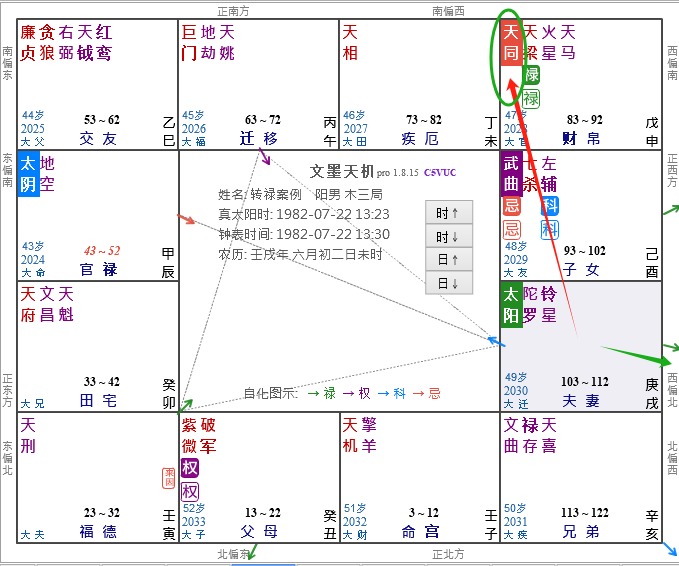 正南方 南偏西
南偏东
廉贪右天红
贞狼弼钺鸾
44岁
2025
大父
53～62
交友
乙巳
巨地天
门劫姚
45岁
2026
大福
63～72
迁移
丙午
天
相
46岁
2027
大田
73～82
疾厄
丁未
天天火天
同梁星马
禄
禄
47岁
83～92
财帛
戊申
西偏南
东偏南
太地
阴空
43岁
2024
大命
43～52
官禄
甲辰
文墨天机pro 1.8.15 C5VUC
姓名: 转禄案例 阳男 木三局
真太阳时: 1982-07-22 13:23
钟表时间: 1982-07-22 13:30
农历: 壬戌年 六月初二日未时
时↑
时↓
日↑
日↓
武七左
曲杀辅
忌 科
忌 科
48岁
2029
大友
93～102
子女
己酉
正西方
正东方
天文天
府昌魁
大兄
33～42
田宅
癸卯
自化图示: →禄 →权 →科 →忌
太陀铃
阳罗星
49岁
2030
大迁
103～112
夫妻
庚戌
西偏北
东偏北
天
刑
来因
大夫
23～32
福德
壬寅
紫破
微军
权
权
52岁
2033
大子
13～22
父母
癸丑
天擎
机羊
51岁
2032
大财
3～12
命宫
壬子
文禄天
曲存喜
50岁
2031
大疾
113～122
兄弟
辛亥
北偏西
北偏东 正北方